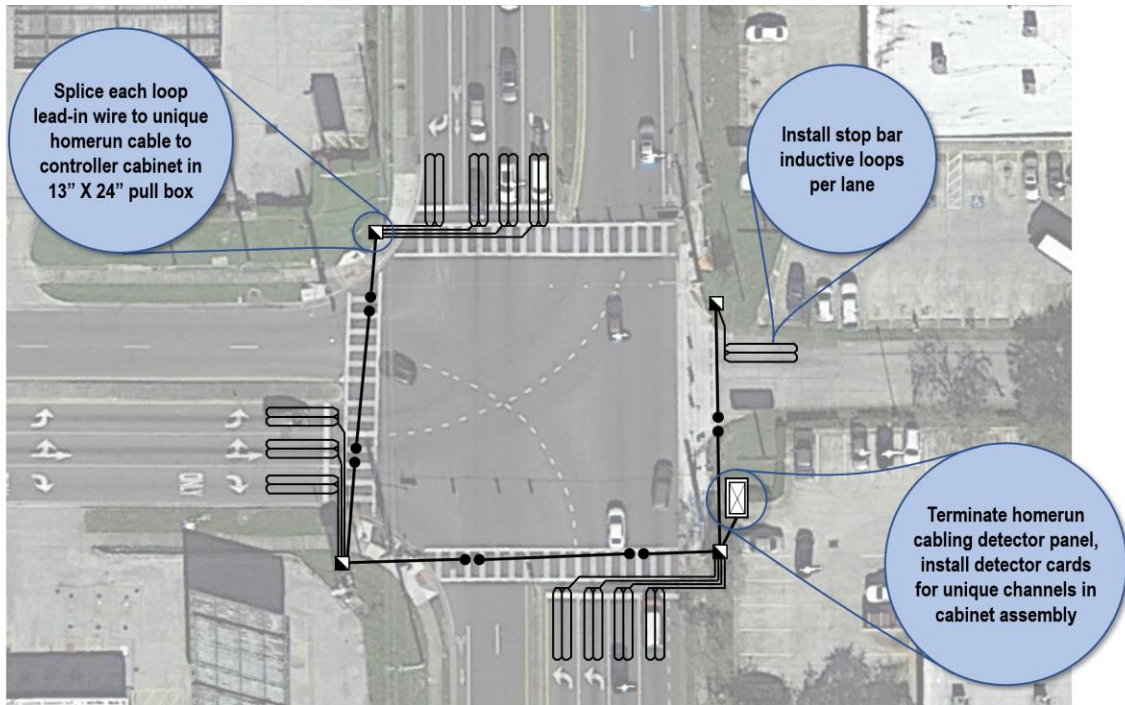 Splice each loop
lead-in wire to unique
homerun cable to
controller cabinet in
13” X 24” pull box
Install stop bar
inductive loops
per lane
ONLY
Terminate homerun
cabling detector panel,
install detector cards
for unique channels in
cabinet assembly